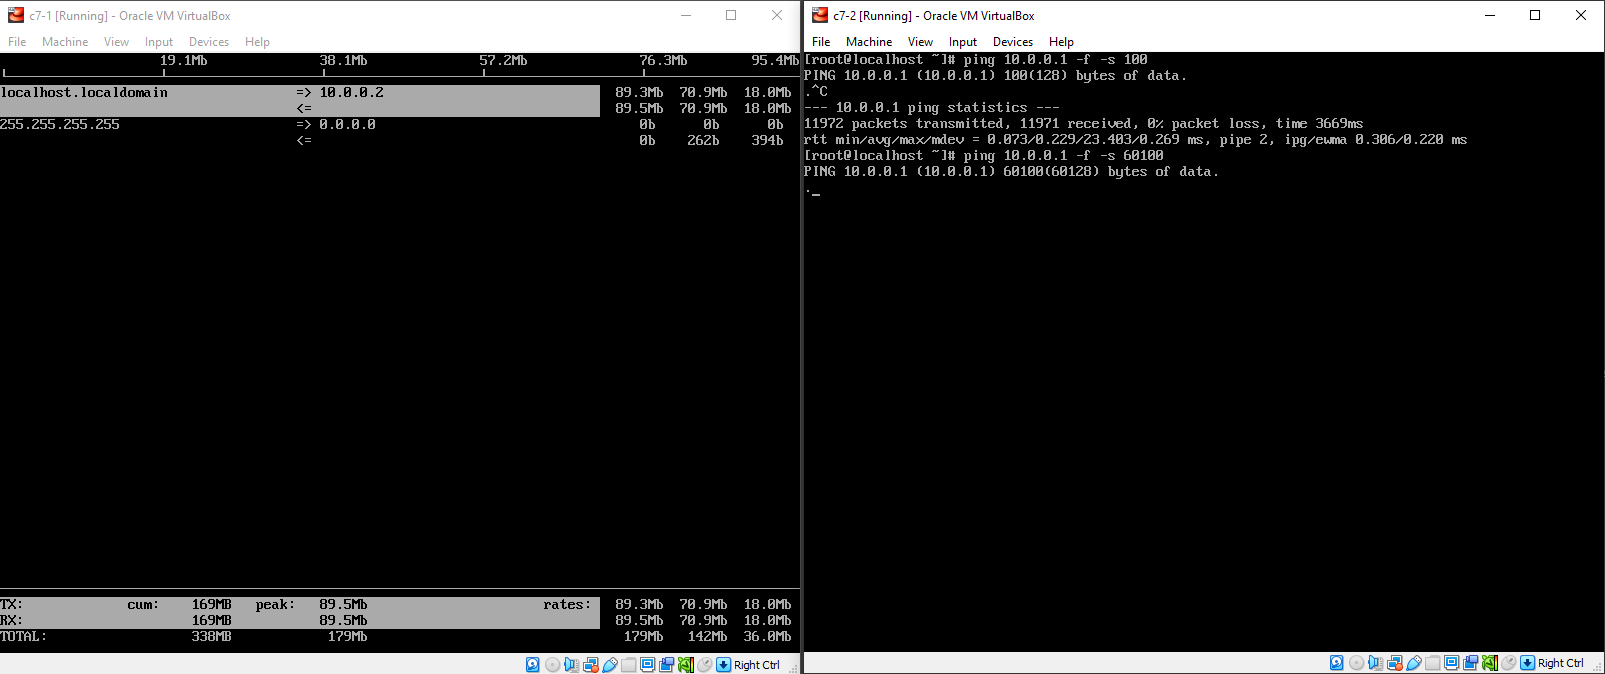 c7-1 [Running] - Oracle VM VirtualBox
File Machine View Input Devices Help
19.1Mb 38.1Mb 57.2Mb 76.3Mb 95.4Mb
localhost.localdomain => 10.0.0.2 89.3Mb 70.9Mb 18.0Mb
<= 89.5Mb 70.9Mb 18.0Mb
255.255.255.255 => 0.0.0.0 0b 0b 0b
<= 0b 262b 394b
TX: cum: 169MB peak: 89.5Mb rates: 89.3Mb 70.9Mb 18.0Mb
RX: 169MB 89.5Mb 89.5Mb 70.9Mb 18.0Mb
TOTAL: 338MB 179Mb 179Mb 142Mb 36.0Mb
Right Ctrl
c7-2 [Running] - Oracle VM VirtualBox
File Machine View Input Devices Help
[root@localhost ~]# ping 10.0.0.1 -f -s 100
PING 10.0.0.1 (10.0.0.1) 100(128) bytes of data.
.^C
--- 10.0.0.1 ping statistics ---
11972 packets transmitted, 11971 received, 0% packet loss, time 3669ms
rtt min/avg/max/mdev = 0.073/0.229/23.403/0.269 ms, pipe 2, ipg/ewma 0.306/0.220 ms
[root@localhost ~]# ping 10.0.0.1 -f -s 60100
PING 10.0.0.1 (10.0.0.1) 60100(60128) bytes of data.
._
Right Ctrl